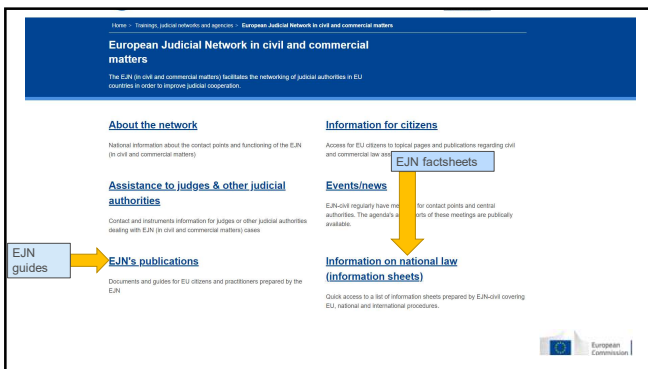 Home > Trainings, judicial networks and agencies > European Judicial Network in civil and commercial matters
European Judicial Network in civil and commercial
matters
The EJN (in civil and commercial matters) facilitates the networking of judicial authorities in EU
countries in order to improve judicial cooperation.
About the network
National information about the contact points and functioning of the EJN
(in civil and commercial matters)
Information for citizens
Access for EU citizens to topical pages and publications regarding civil
and commercial law ass
EJN factsheets
Assistance to judges & other judicial
authorities
Contact and instruments information for judges or other judicial authorities
dealing with EJN (in civil and commercial matters) cases
Events/news
EJN-civil regularly have me for contact points and central
authorities. The agenda's a orts of these meetings are publically
available.
EJN
guides
EJN's publications
Documents and guides for EU citizens and practitioners prepared by the
EJN
Information on national law
(information sheets)
Quick access to a list of information sheets prepared by EJN-civil covering
EU, national and international procedures.
European
Commission